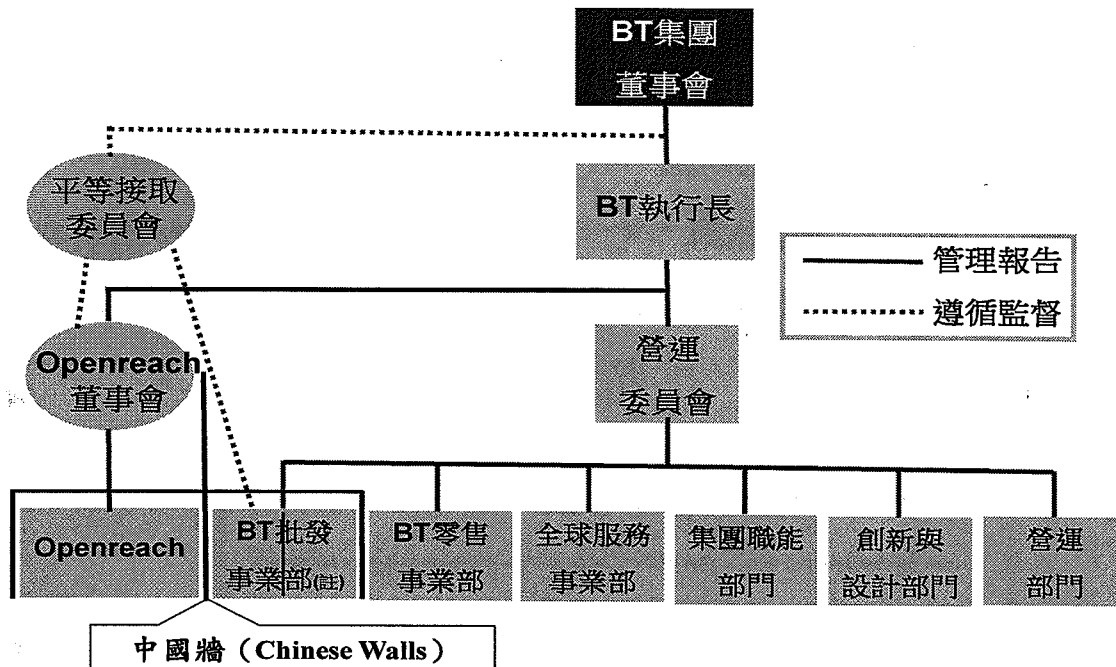 BT集團
董事會
平等接取
委員會
BT執行長
管理報告
遵循監督
Openreach
董事會
營運
委員會
Openreach
BT批發
事業部(註)
BT零售
事業部
全球服務
事業部
集團職能
部門
創新與
設計部門
營運
部門
中國牆（Chinese Walls）